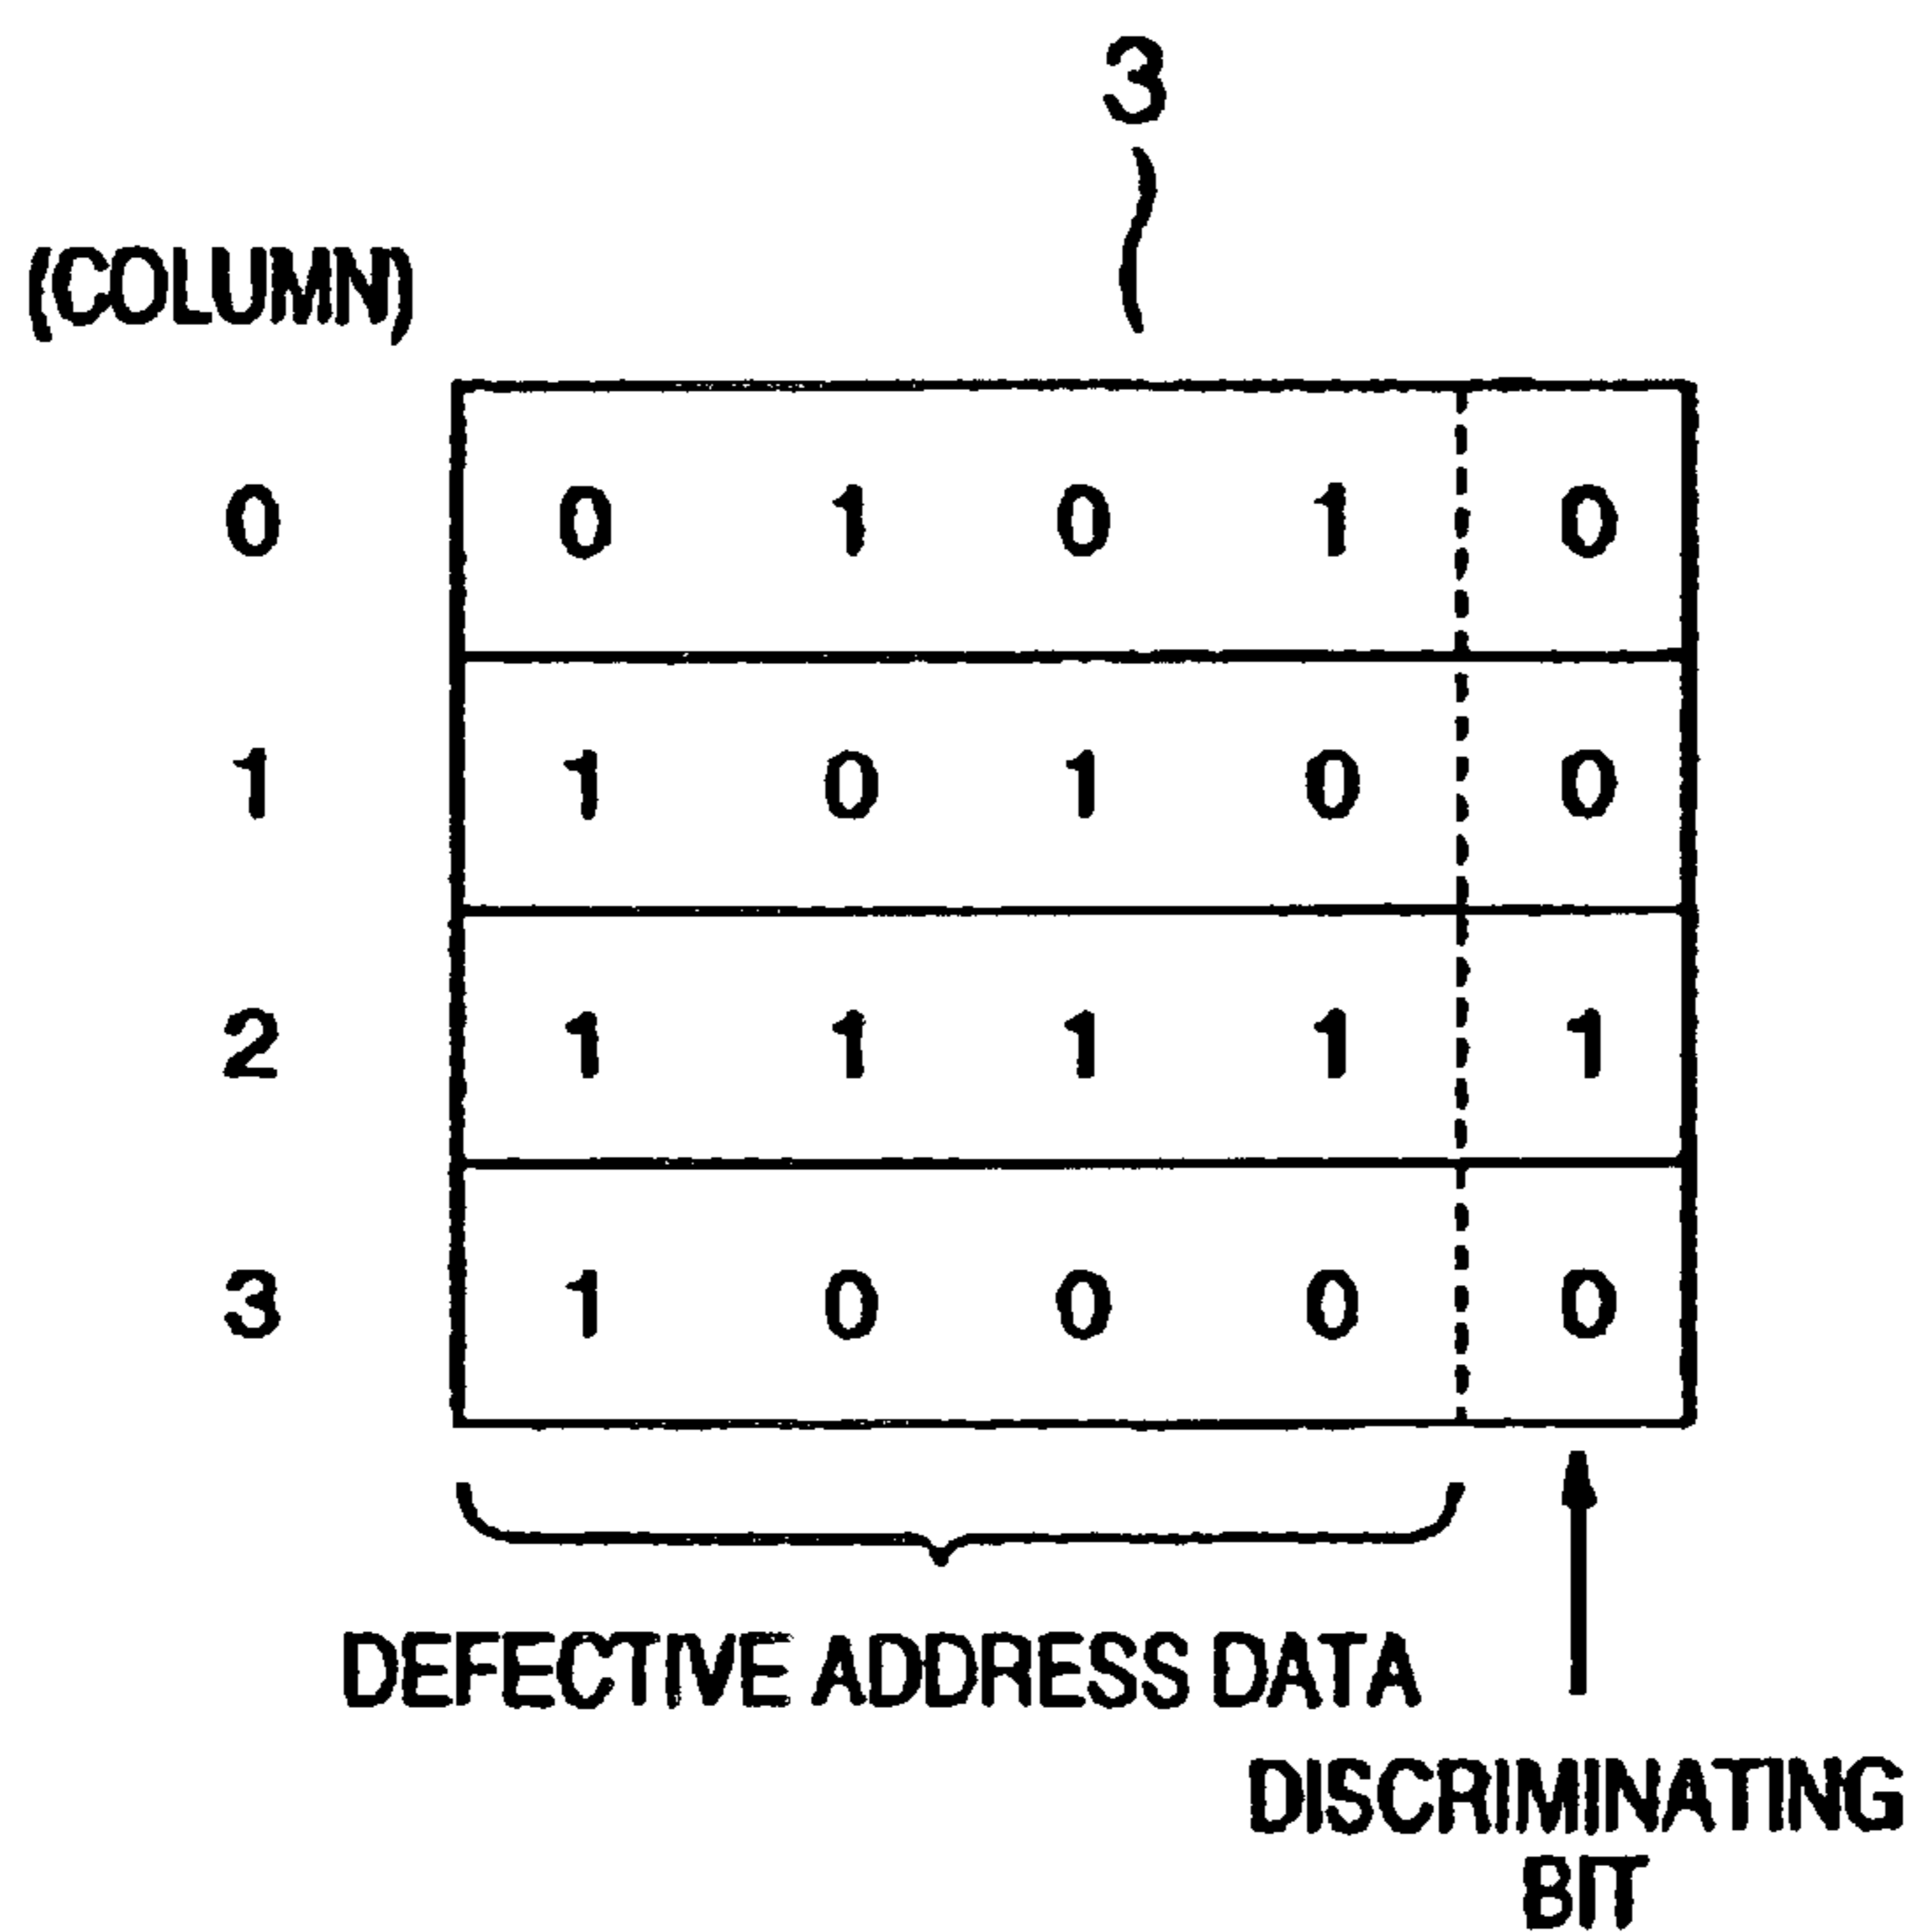 3
(COLUMN)
0 0 1 0 1 0
1 1 0 1 0 0
2 1 1 1 1 1
3 1 0 0 0 0
DEFECTIVE ADDRESS DATA
DISCRIMINATING
BIT